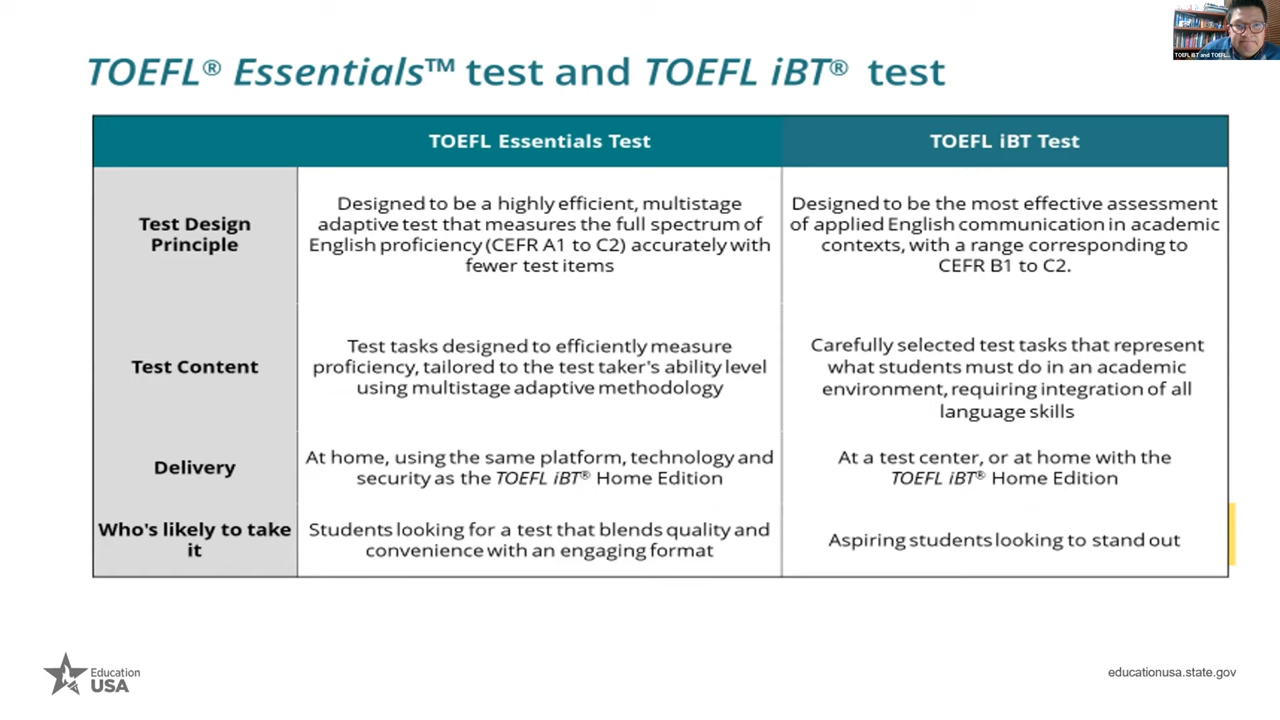 TOEFL iBT and TOEFL...
TOEFL® Essentials™ test and TOEFL iBT® test
TOEFL Essentials Test
TOEFL iBT Test
Test Design
Principle
Designed to be a highly efficient, multistage
adaptive test that measures the full spectrum of
English proficiency (CEFR A1 to C2) accurately with
fewer test items
Designed to be the most effective assessment
of applied English communication in academic
contexts, with a range corresponding to
CEFR B1 to C2.
Test Content
Test tasks designed to efficiently measure
proficiency, tailored to the test taker's ability level
using multistage adaptive methodology
Carefully selected test tasks that represent
what students must do in an academic
environment, requiring integration of all
language skills
Delivery
At home, using the same platform, technology and
security as the TOEFL iBT® Home Edition
At a test center, or at home with the
TOEFL iBT® Home Edition
Who's likely to take
it
Students looking for a test that blends quality and
convenience with an engaging format
Aspiring students looking to stand out
Education
USA
educationusa.state.gov